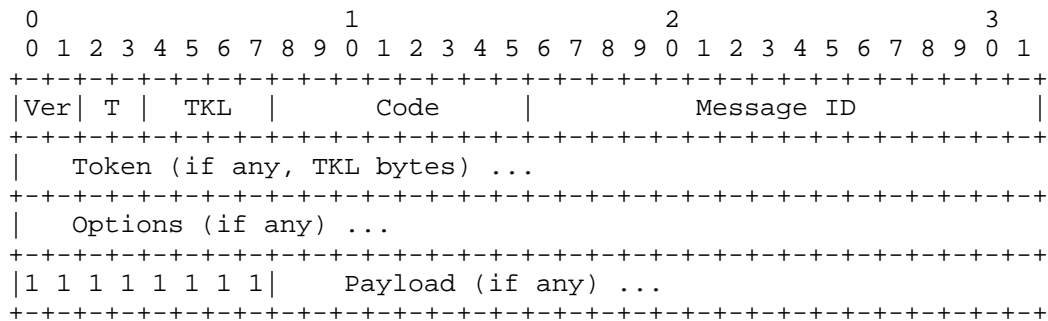 0                   1                   2                   3
 0 1 2 3 4 5 6 7 8 9 0 1 2 3 4 5 6 7 8 9 0 1 2 3 4 5 6 7 8 9 0 1
+-+-+-+-+-+-+-+-+-+-+-+-+-+-+-+-+-+-+-+-+-+-+-+-+-+-+-+-+-+-+-+-+
|Ver| T |  TKL  |      Code     |          Message ID           |
+-+-+-+-+-+-+-+-+-+-+-+-+-+-+-+-+-+-+-+-+-+-+-+-+-+-+-+-+-+-+-+-+
|   Token (if any, TKL bytes) ...
+-+-+-+-+-+-+-+-+-+-+-+-+-+-+-+-+-+-+-+-+-+-+-+-+-+-+-+-+-+-+-+-+
|   Options (if any) ...
+-+-+-+-+-+-+-+-+-+-+-+-+-+-+-+-+-+-+-+-+-+-+-+-+-+-+-+-+-+-+-+-+
|1 1 1 1 1 1 1 1|    Payload (if any) ...
+-+-+-+-+-+-+-+-+-+-+-+-+-+-+-+-+-+-+-+-+-+-+-+-+-+-+-+-+-+-+-+-+